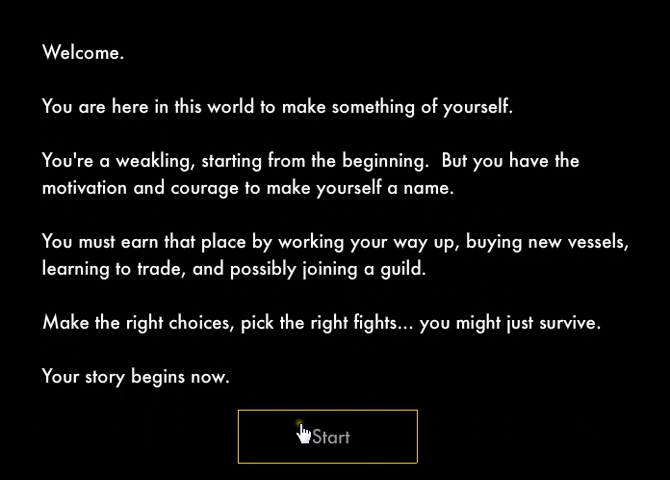 Welcome.
You are here in this world to make something of yourself.
You're a weakling, starting from the beginning.  But you have the
motivation and courage to make yourself a name.
You must earn that place by working your way up, buying new vessels,
learning to trade, and possibly joining a guild.
Make the right choices, pick the right fights... you might just survive.
Your story begins now.
Start